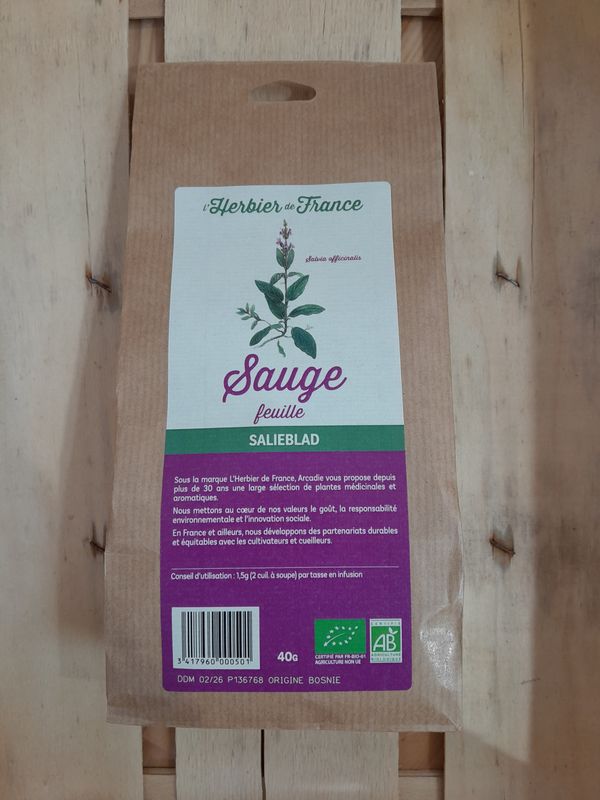 l'Herbier de France
Salvia officinalis
Sauge
feuille
SALIEBLAD
Sous la marque L'Herbier de France, Arcadie vous propose depuis
plus de 30 ans une large sélection de plantes médicinales et
aromatiques.
Nous mettons au cœur de nos valeurs le goût, la responsabilité
environnementale et l'innovation sociale.
En France et ailleurs, nous développons des partenariats durables
et équitables avec les cultivateurs et cueilleurs.
Conseil d'utilisation : 1,5g (2 cuil. à soupe) par tasse en infusion
3 417960 000501
40G
CERTIFIÉ PAR FR-BIO-01
AGRICULTURE NON UE
CERTIFIÉ
AB
AGRICULTURE
BIOLOGIQUE
DDM 02/26 P136768 ORIGINE BOSNIE